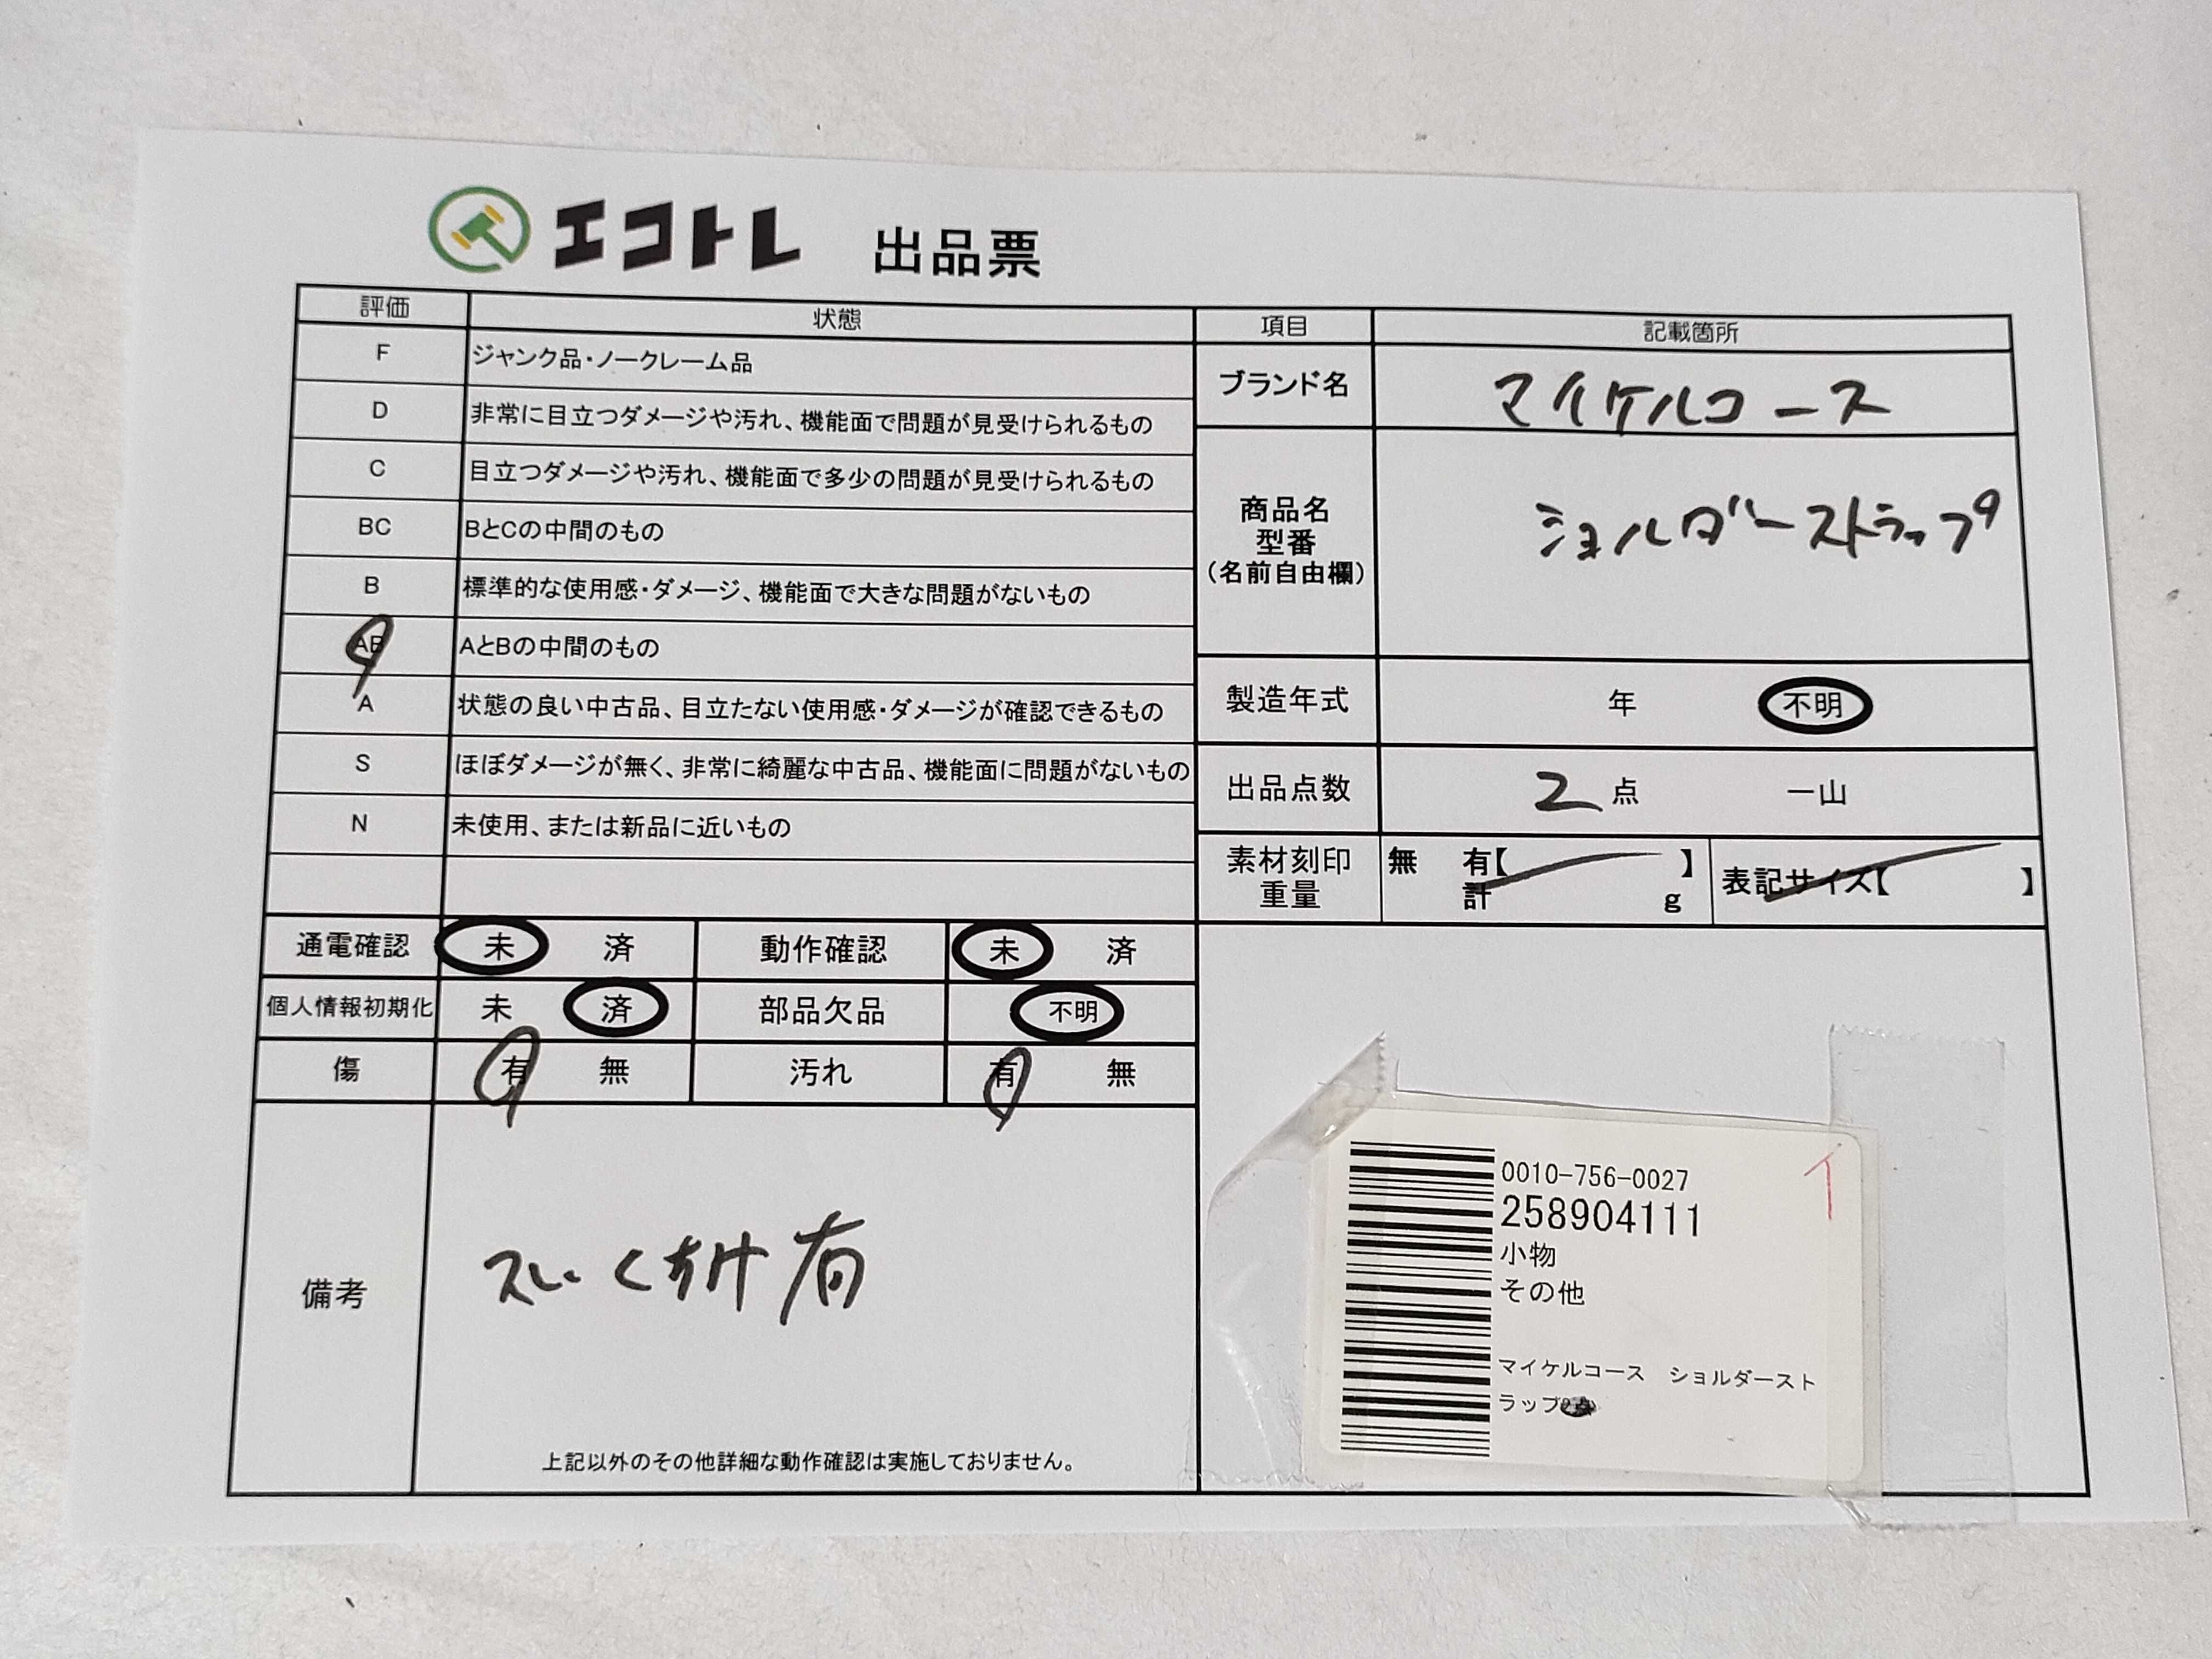 エコトレ 出品票
評価 状態 項目 記載箇所
F ジャンク品・ノークレーム品
D 非常に目立つダメージや汚れ、機能面で問題が見受けられるもの
C 目立つダメージや汚れ、機能面で多少の問題が見受けられるもの
BC BとCの中間のもの
B 標準的な使用感・ダメージ、機能面で大きな問題がないもの
AB AとBの中間のもの
A 状態の良い中古品、目立たない使用感・ダメージが確認できるもの
S ほぼダメージが無く、非常に綺麗な中古品、機能面に問題がないもの
N 未使用、または新品に近いもの
ブランド名 マイケルコース
商品名
型番
(名前自由欄)
ショルダーストラップ
製造年式 年 不明
出品点数 2 点 一山
素材刻印
重量
無 有【 】
計 g
表記サイズ【 】
通電確認 未 済 動作確認 未 済
個人情報初期化 未 済 部品欠品 不明
傷 有 無 汚れ 有 無
備考
有
上記以外のその他詳細な動作確認は実施しておりません。
0010-756-0027
258904111
小物
その他
マイケルコース ショルダースト
ラップ